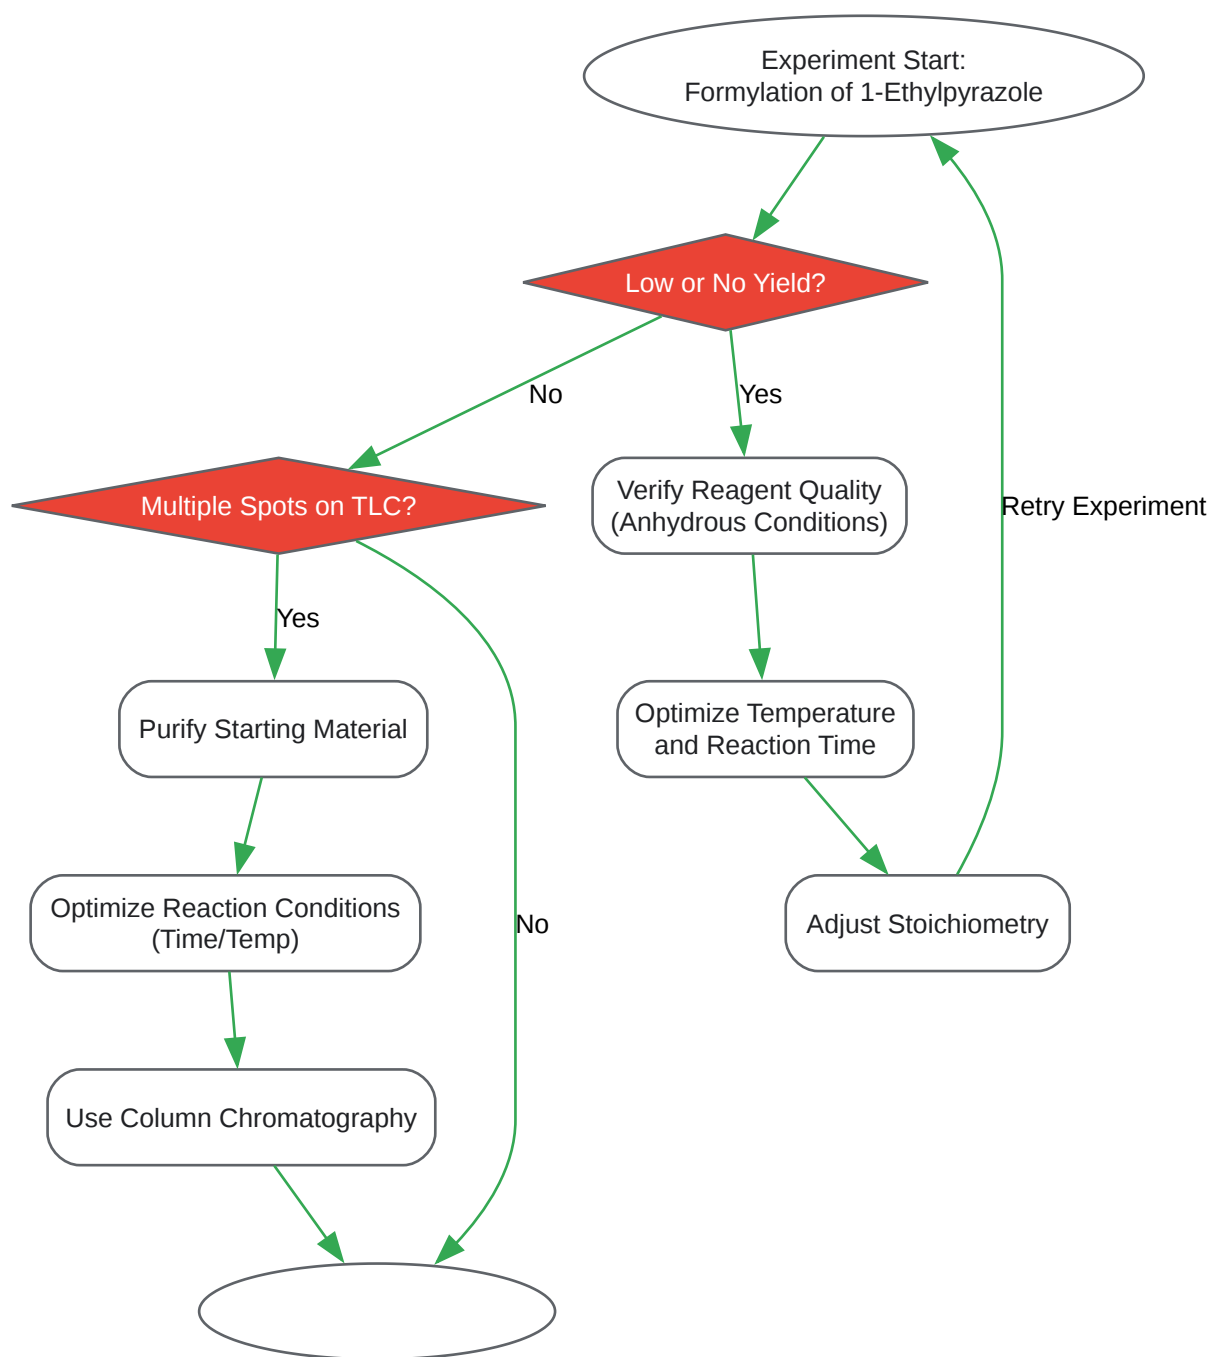 Experiment Start:
Formylation of 1-Ethylpyrazole
Low or No Yield?
No
Yes
Multiple Spots on TLC?
Verify Reagent Quality
(Anhydrous Conditions)
Retry Experiment
Yes
Purify Starting Material
Optimize Temperature
and Reaction Time
Optimize Reaction Conditions
(Time/Temp)
No
Adjust Stoichiometry
Use Column Chromatography